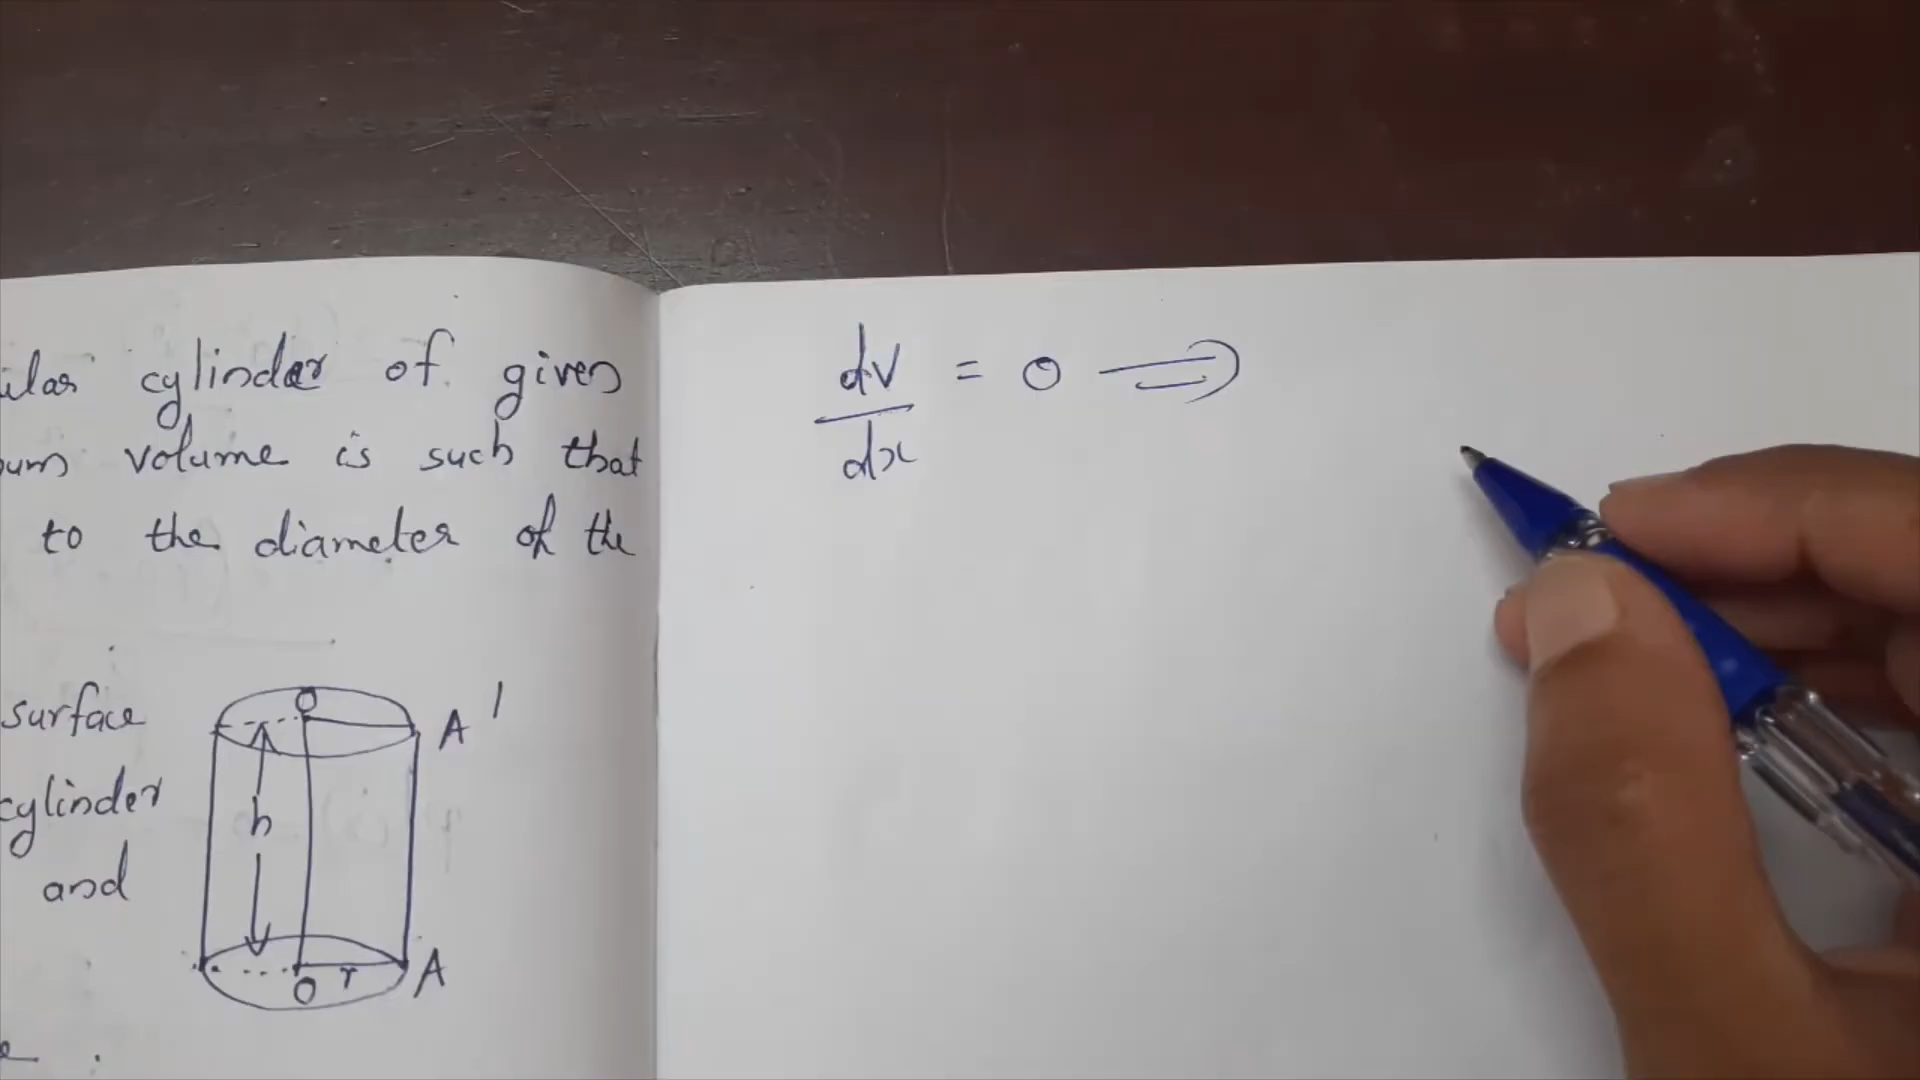 cylinder of given
volume is such that
to the diameter of the
surface
cylinder
and
O
A'
h
O r A
dv = 0 ⇒
dx